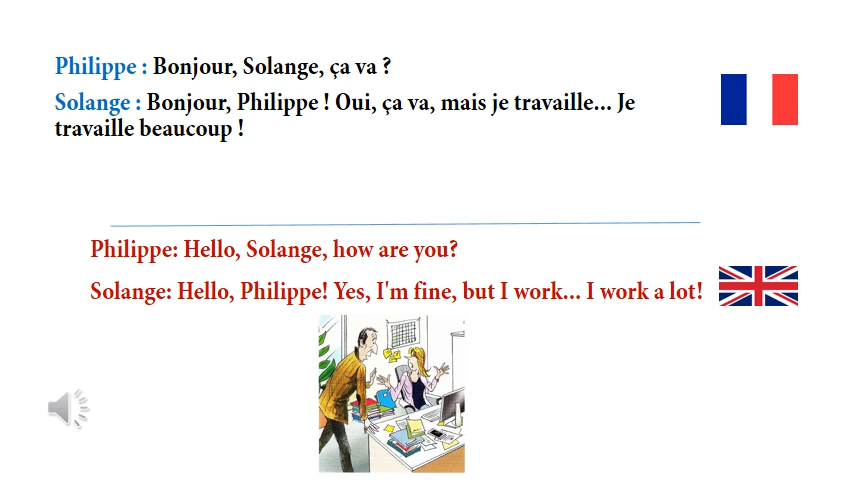 Philippe : Bonjour, Solange, ça va ?
Solange : Bonjour, Philippe ! Oui, ça va, mais je travaille... Je
travaille beaucoup !
Philippe: Hello, Solange, how are you?
Solange: Hello, Philippe! Yes, I'm fine, but I work... I work a lot!